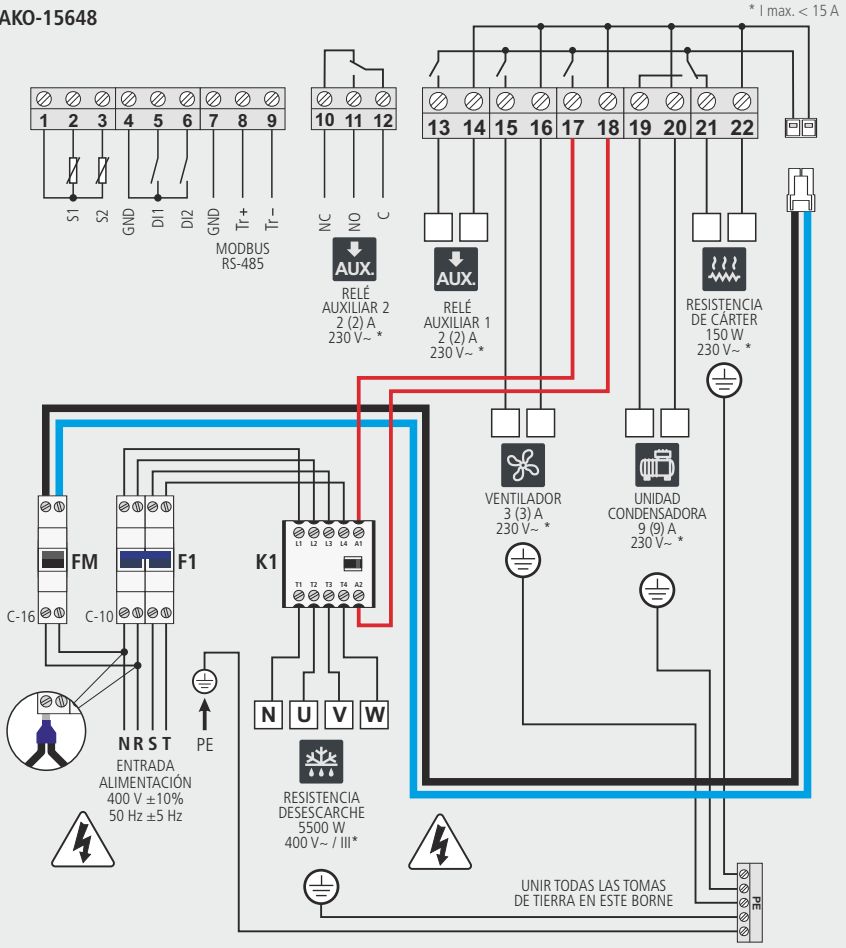 AKO-15648
* I max. < 15 A
1 2 3 4 5 6 7 8 9
10 11 12
13 14 15 16 17 18 19 20 21 22
S1
S2
GND
DI1
DI2
GND
Tr+
Tr−
MODBUS
RS-485
NC
NO
C
AUX.
RELÉ
AUXILIAR 2
2 (2) A
230 V~ *
AUX.
RELÉ
AUXILIAR 1
2 (2) A
230 V~ *
RESISTENCIA
DE CÁRTER
150 W
230 V~ *
VENTILADOR
3 (3) A
230 V~ *
UNIDAD
CONDENSADORA
9 (9) A
230 V~ *
FM
F1
K1
L1 L2 L3 L4 A1
T1 T2 T3 T4 A2
C-16
C-10
N U V W
N R S T
PE
ENTRADA
ALIMENTACIÓN
400 V ±10%
50 Hz ±5 Hz
RESISTENCIA
DESESCARCHE
5500 W
400 V~ / III*
UNIR TODAS LAS TOMAS
DE TIERRA EN ESTE BORNE
PE